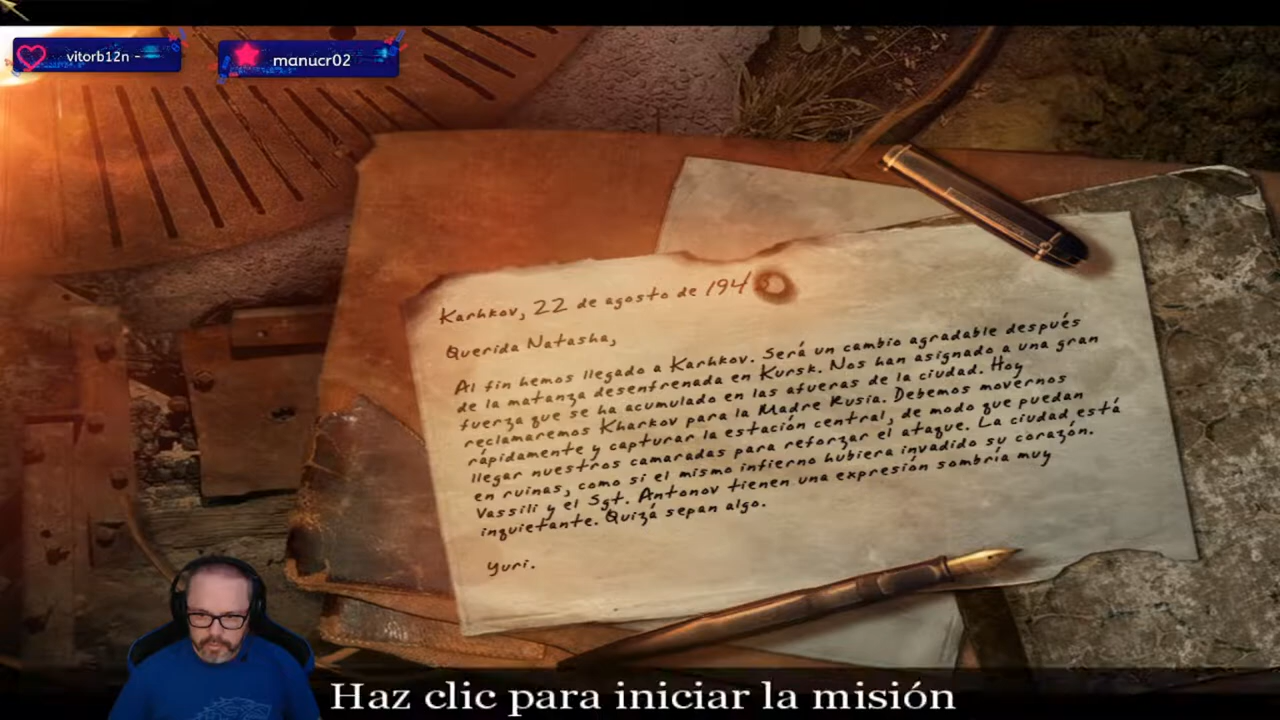 vitorb12n -
manucr02
Karhkov, 22 de agosto de 194
Querida Natasha,
Al fin hemos llegado a Karhkov. Será un cambio agradable después
de la matanza desenfrenada en Kursk. Nos han asignado a una gran
fuerza que se ha acumulado en las afueras de la ciudad. Hoy
reclamaremos Kharkov para la Madre Rusia. Debemos movernos
rápidamente y capturar la estación central, de modo que puedan
llegar nuestros camaradas para reforzar el ataque. La ciudad está
en ruinas, como si el mismo infierno hubiera invadido su corazón.
Vassili y el Sgt. Antonov tienen una expresión sombría muy
inquietante. Quizá sepan algo.
Yuri.
Haz clic para iniciar la misión